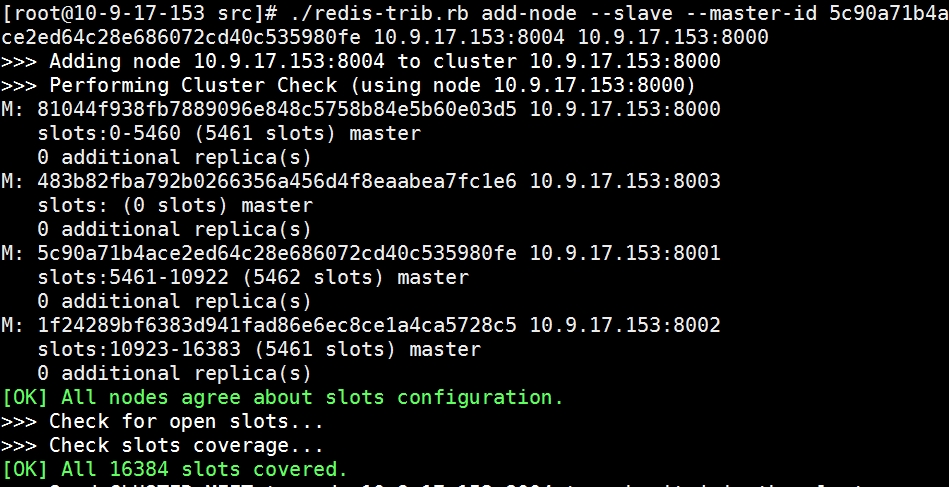 [root@10-9-17-153 src]# ./redis-trib.rb add-node --slave --master-id 5c90a71b4a
ce2ed64c28e686072cd40c535980fe 10.9.17.153:8004 10.9.17.153:8000
>>> Adding node 10.9.17.153:8004 to cluster 10.9.17.153:8000
>>> Performing Cluster Check (using node 10.9.17.153:8000)
M: 81044f938fb7889096e848c5758b84e5b60e03d5 10.9.17.153:8000
   slots:0-5460 (5461 slots) master
   0 additional replica(s)
M: 483b82fba792b0266356a456d4f8eaabea7fc1e6 10.9.17.153:8003
   slots: (0 slots) master
   0 additional replica(s)
M: 5c90a71b4ace2ed64c28e686072cd40c535980fe 10.9.17.153:8001
   slots:5461-10922 (5462 slots) master
   0 additional replica(s)
M: 1f24289bf6383d941fad86e6ec8ce1a4ca5728c5 10.9.17.153:8002
   slots:10923-16383 (5461 slots) master
   0 additional replica(s)
[OK] All nodes agree about slots configuration.
>>> Check for open slots...
>>> Check slots coverage...
[OK] All 16384 slots covered.